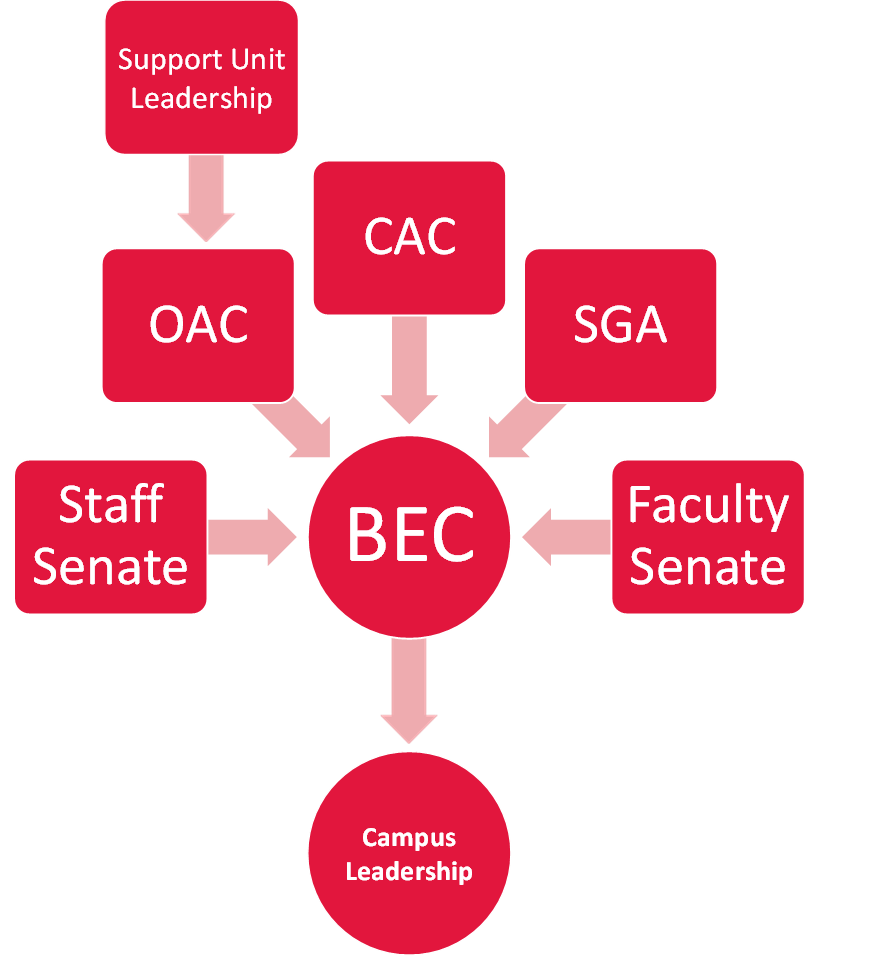 Support Unit
Leadership
CAC
OAC
SGA
Staff
Senate
BEC
Faculty
Senate
Campus
Leadership